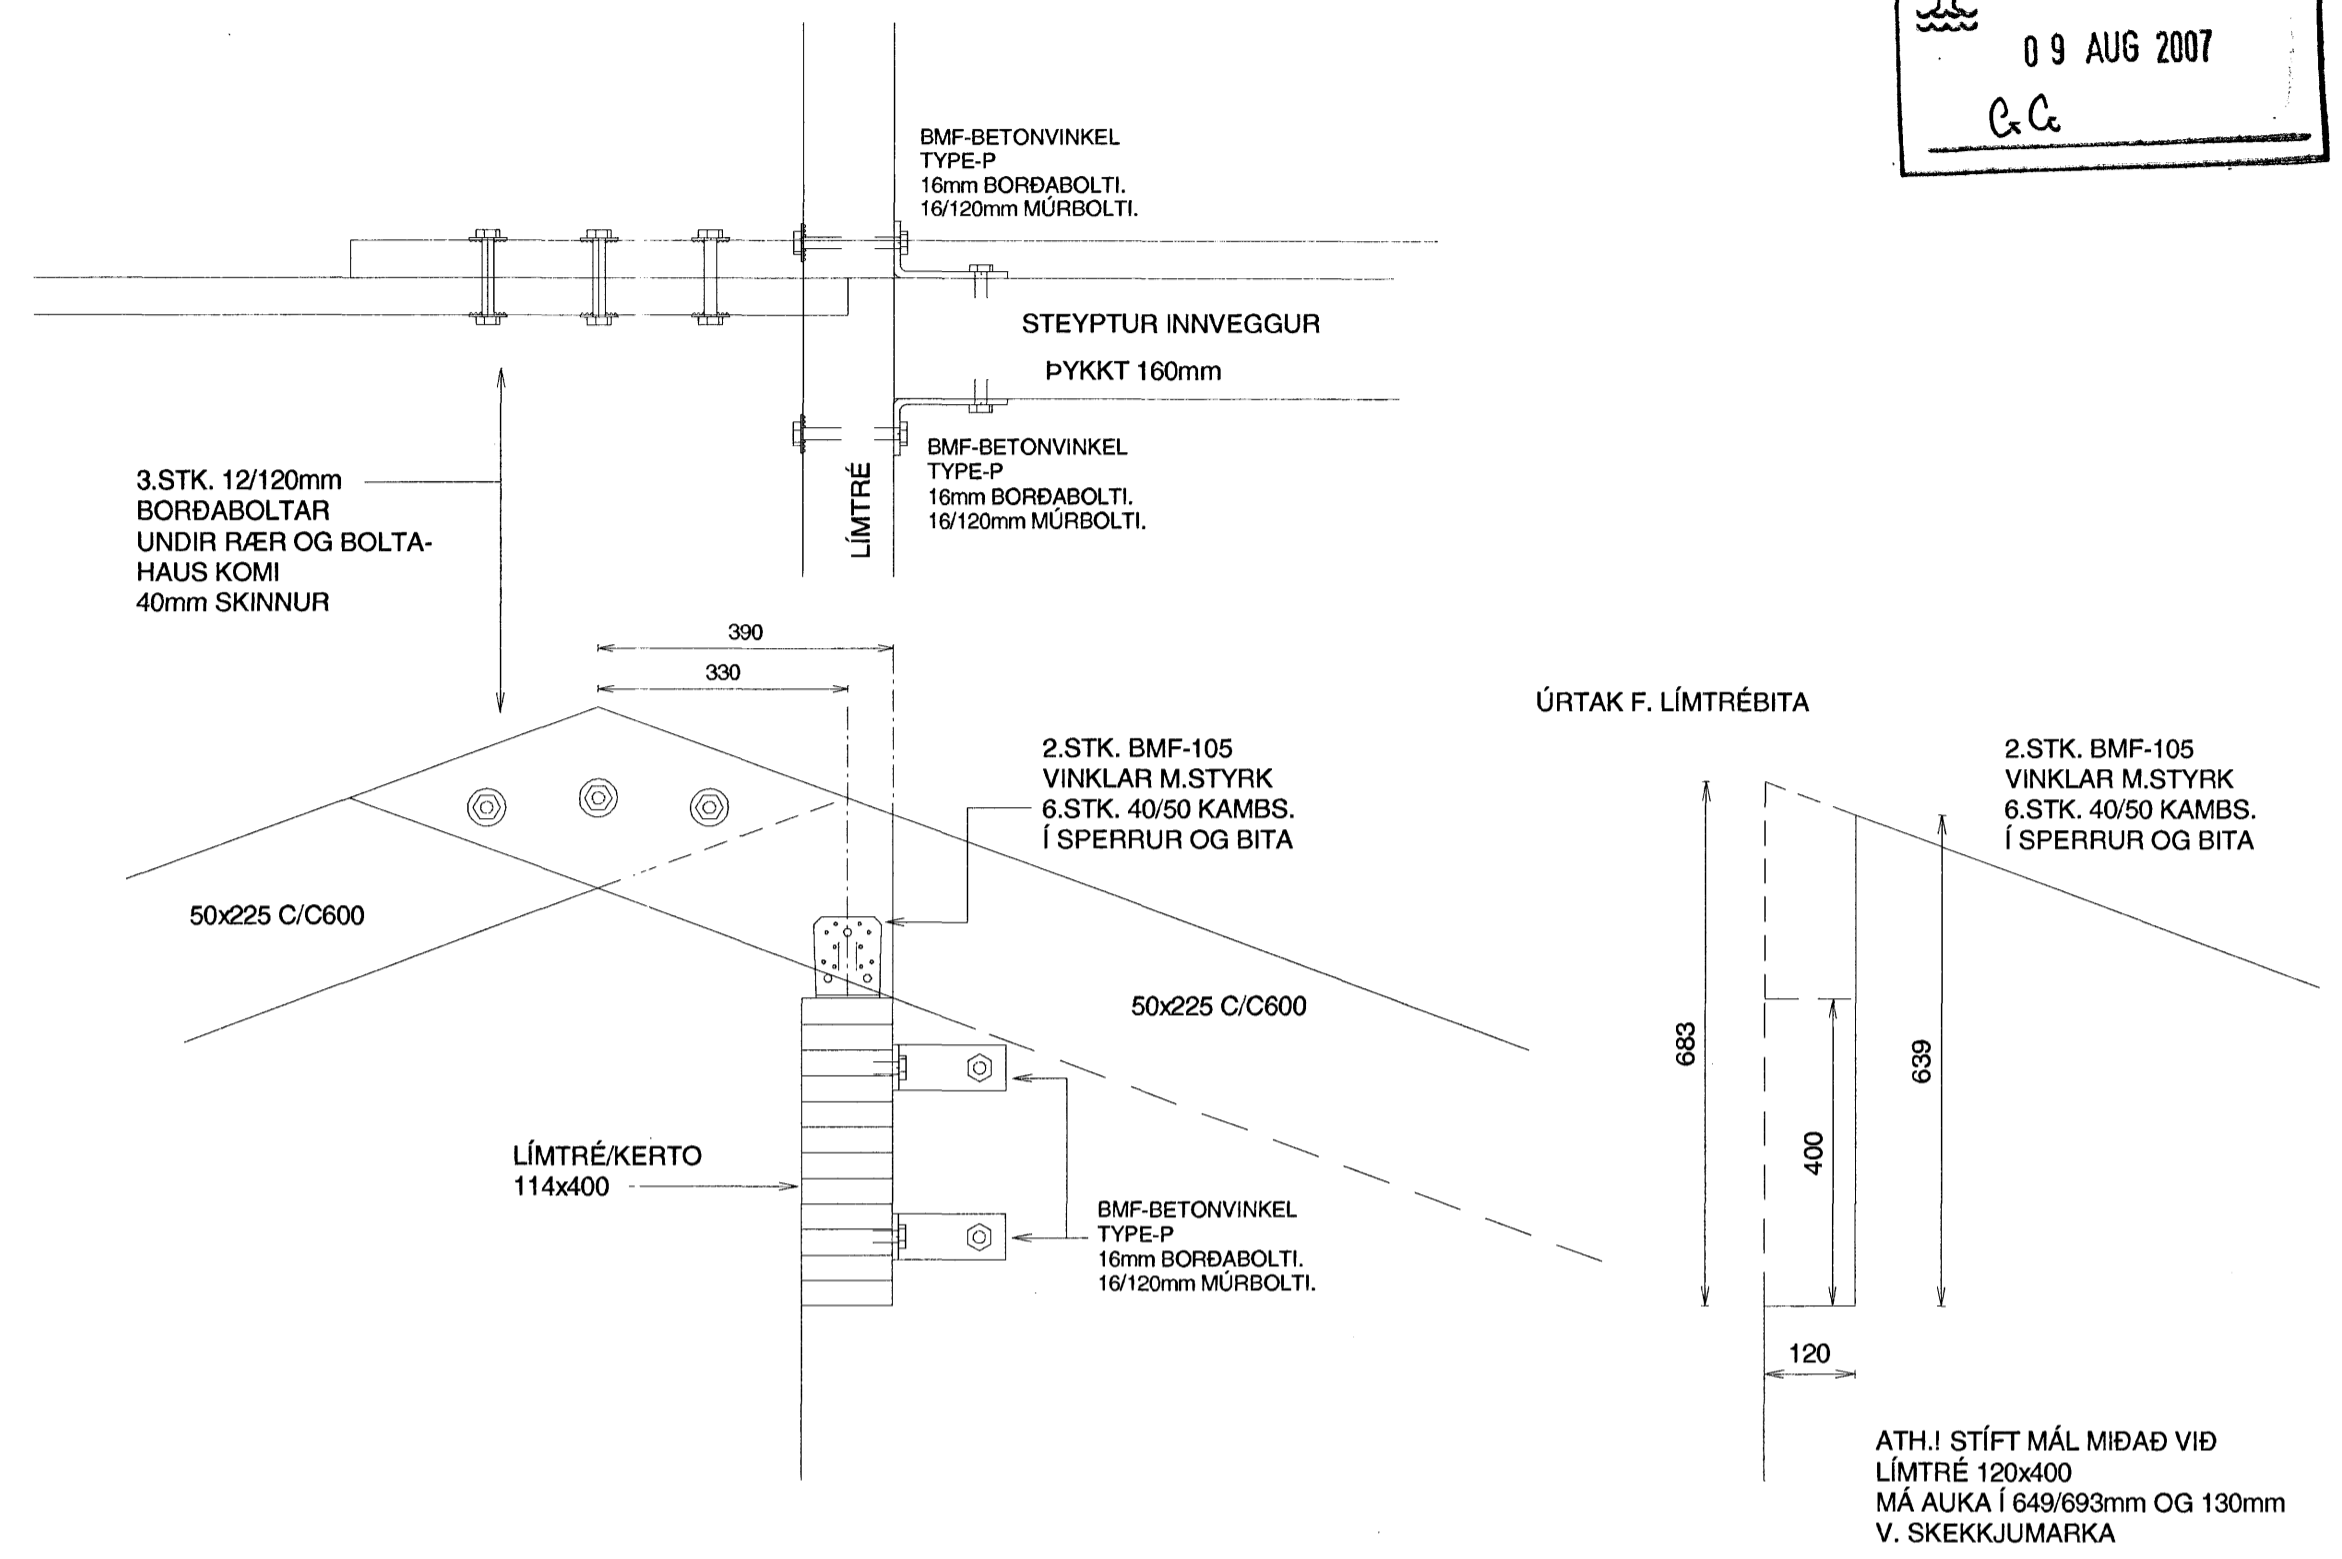 09 AUG 2007
BMF-BETONVINKEL
TYPE-P
16mm BORÐABOLTI.
16/120mm MÚRBOLTI.
STEYPTUR INNVEGGUR
ÞYKKT 160mm
BMF-BETONVINKEL
TYPE-P
16mm BORÐABOLTI.
16/120mm MÚRBOLTI.
LÍMTRÉ
3.STK. 12/120mm
BORÐABOLTAR
UNDIR RÆR OG BOLTA-
HAUS KOMI
40mm SKINNUR
390
330
2.STK. BMF-105
VINKLAR M.STYRK
6.STK. 40/50 KAMBS.
Í SPERRUR OG BITA
50x225 C/C600
50x225 C/C600
LÍMTRÉ/KERTO
114x400
BMF-BETONVINKEL
TYPE-P
16mm BORÐABOLTI.
16/120mm MÚRBOLTI.
ÚRTAK F. LÍMTRÉBITA
2.STK. BMF-105
VINKLAR M.STYRK
6.STK. 40/50 KAMBS.
Í SPERRUR OG BITA
683
400
639
120
ATH.! STÍFT MÁL MIÐAÐ VIÐ
LÍMTRÉ 120x400
MÁ AUKA Í 649/693mm OG 130mm
V. SKEKKJUMARKA